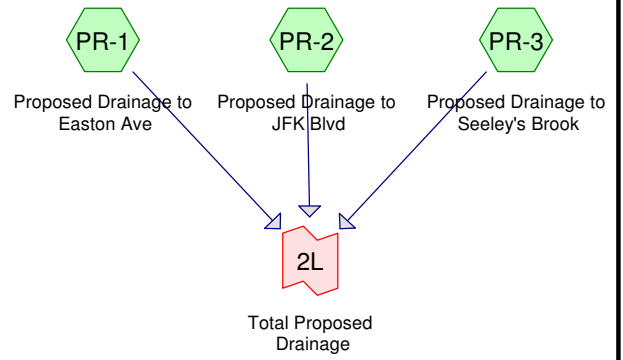 PR-1
PR-2
PR-3
Proposed Drainage to
Easton Ave
Proposed Drainage to
JFK Blvd
Proposed Drainage to
Seeley's Brook
2L
Total Proposed
Drainage